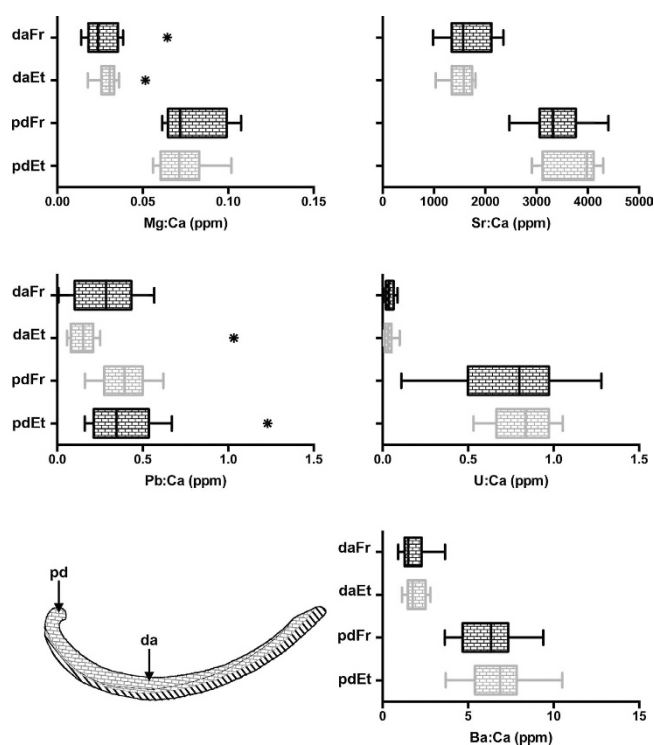 daFr
daEt
pdFr
pdEt
0.00 0.05 0.10 0.15
Mg:Ca (ppm)
0 1000 2000 3000 4000 5000
Sr:Ca (ppm)
daFr
daEt
pdFr
pdEt
0.0 0.5 1.0 1.5
Pb:Ca (ppm)
0.0 0.5 1.0 1.5
U:Ca (ppm)
pd
da
daFr
daEt
pdFr
pdEt
5 10 15
Ba:Ca (ppm)